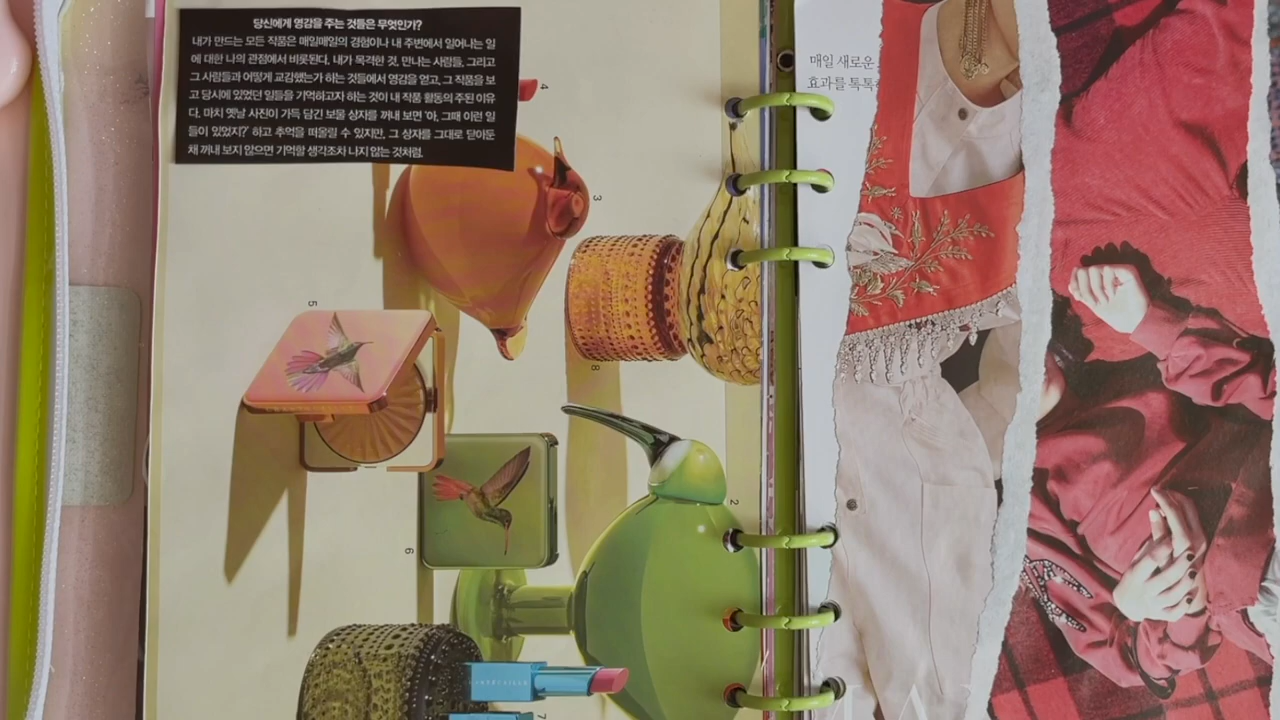 당신에게 영감을 주는 것들은 무엇인가?
내가 만드는 모든 작품은 매일매일의 경험이나 내 주변에서 일어나는 일
에 대한 나의 관점에서 비롯된다. 내가 목격한 것, 만나는 사람들, 그리고
그 사람들과 어떻게 교감했는가 하는 것들에서 영감을 얻고, 그 작품을 보
고 당시에 있었던 일들을 기억하고자 하는 것이 내 작품 활동의 주된 이유
다. 마치 옛날 사진이 가득 담긴 보물 상자를 꺼내 보면 '아, 그때 이런 일
들이 있었지?' 하고 추억을 떠올릴 수 있지만, 그 상자를 그대로 닫아둔
채 꺼내 보지 않으면 기억할 생각조차 나지 않는 것처럼.
4
3
5
8
2
6
7
매일 새로운
효과를 톡톡